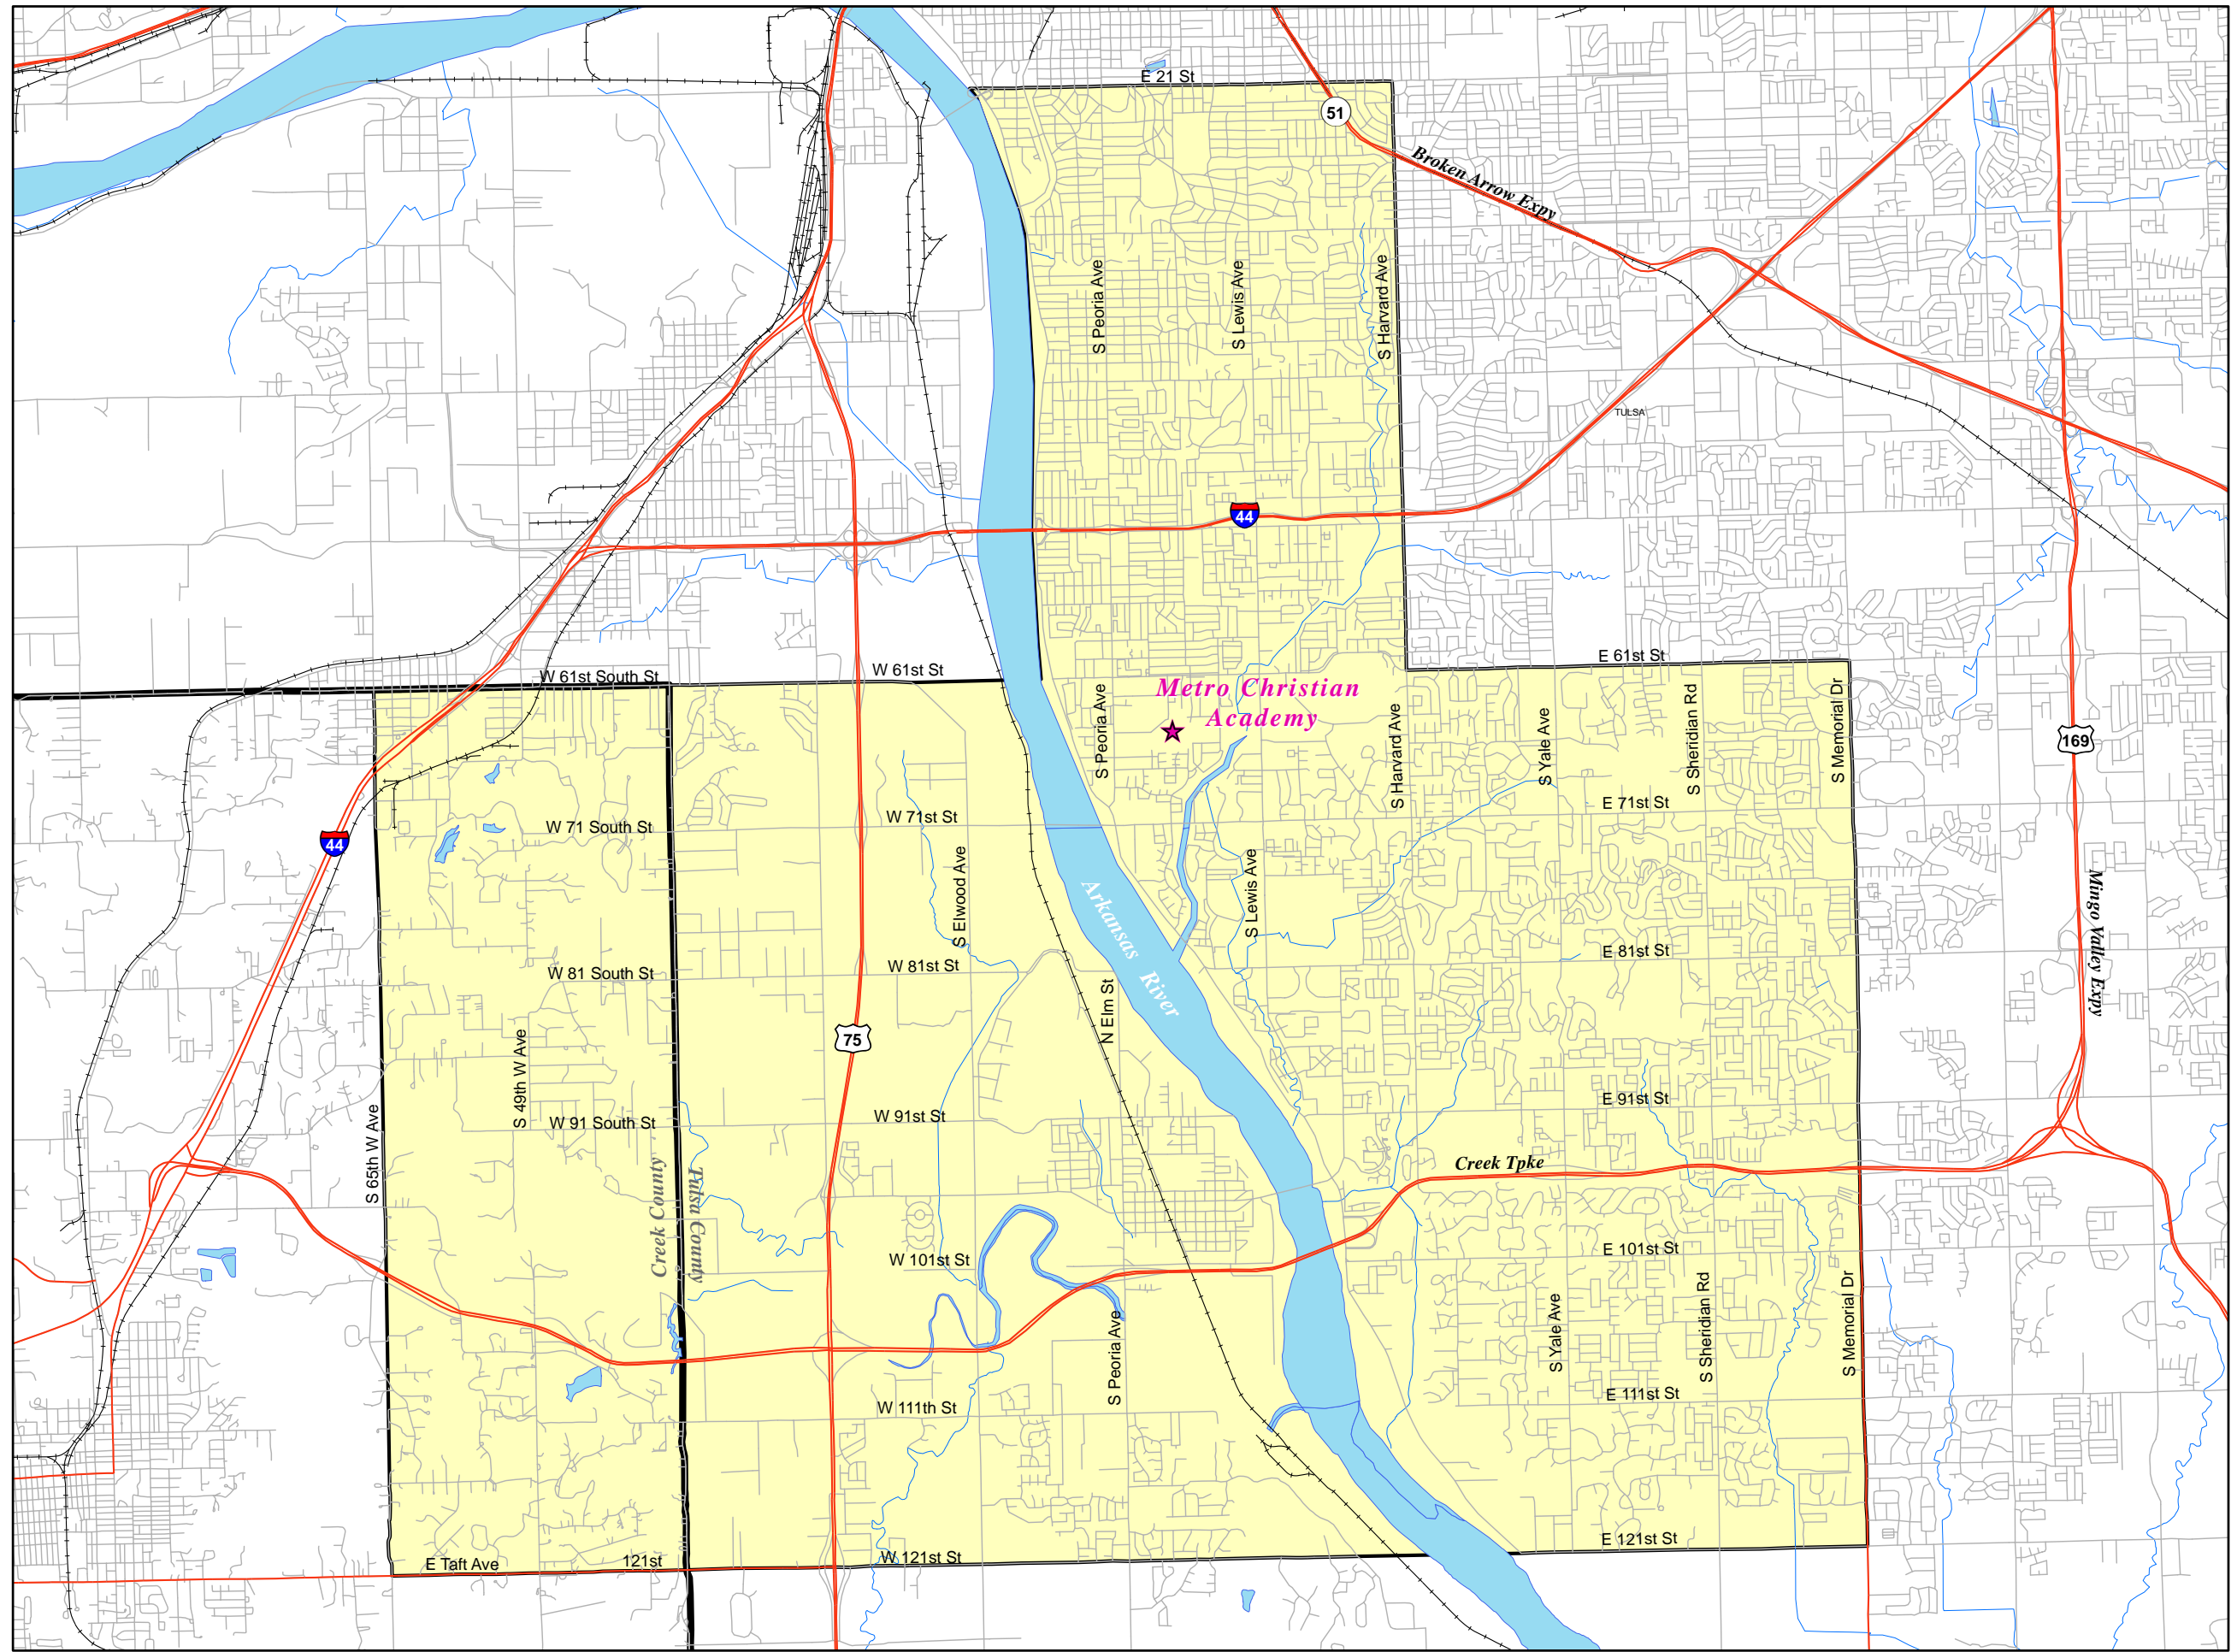 E 21 St
51
Broken Arrow Expy
S Peoria Ave
S Lewis Ave
S Harvard Ave
TULSA
44
W 61st South St
W 61st St
E 61st St
Metro Christian
Academy
S Peoria Ave
S Harvard Ave
S Yale Ave
S Sheridian Rd
S Memorial Dr
169
44
W 71 South St
W 71st St
E 71st St
S Elwood Ave
Arkansas River
S Lewis Ave
Mingo Valley Expy
W 81 South St
W 81st St
E 81st St
N Elm St
75
S 49th W Ave
S 65th W Ave
W 91 South St
W 91st St
E 91st St
Creek County
Tulsa County
Creek Tpke
W 101st St
E 101st St
S Peoria Ave
S Yale Ave
S Sheridian Rd
S Memorial Dr
W 111th St
E 111st St
E Taft Ave
121st
W 121st St
E 121st St